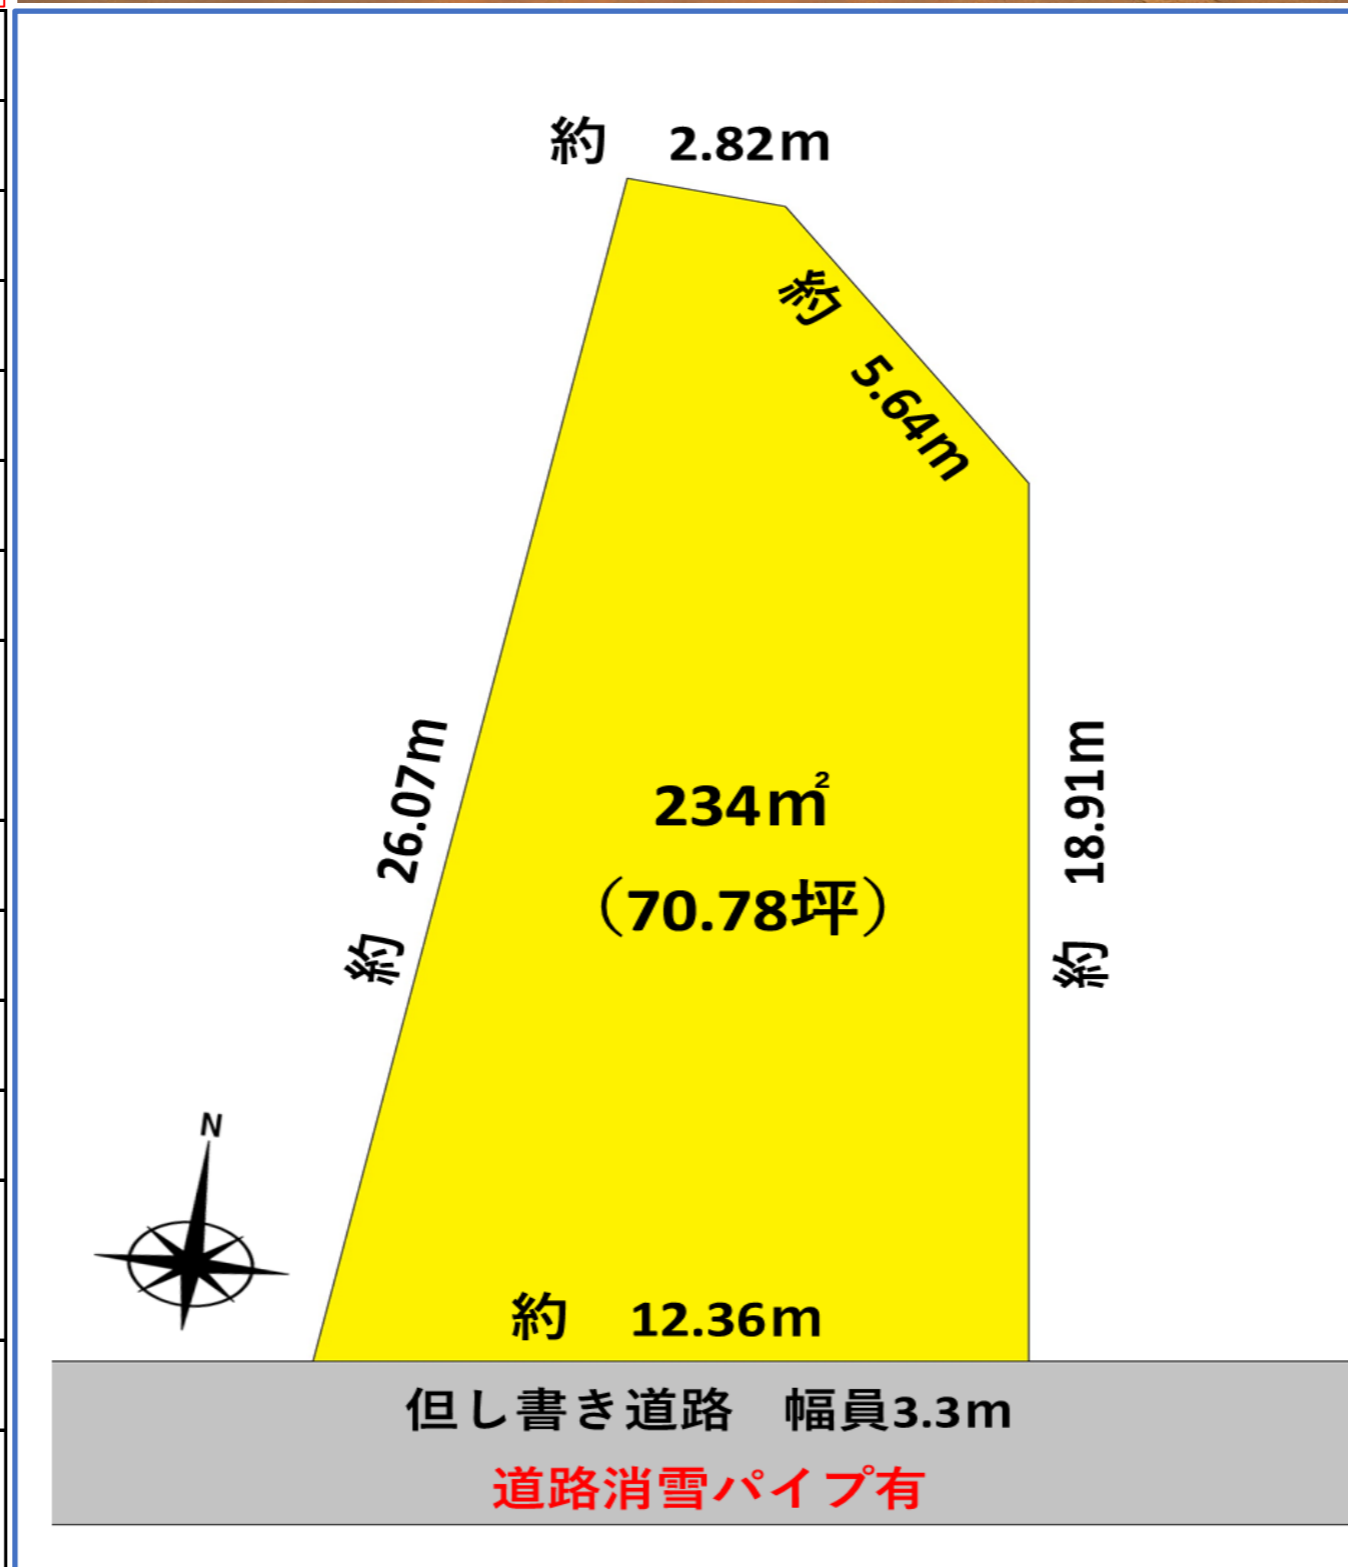 約　2.82m
約　5.64m
約　26.07m
約　18.91m
234㎡
（70.78坪）
N
約　12.36m
但し書き道路　幅員3.3m
道路消雪パイプ有